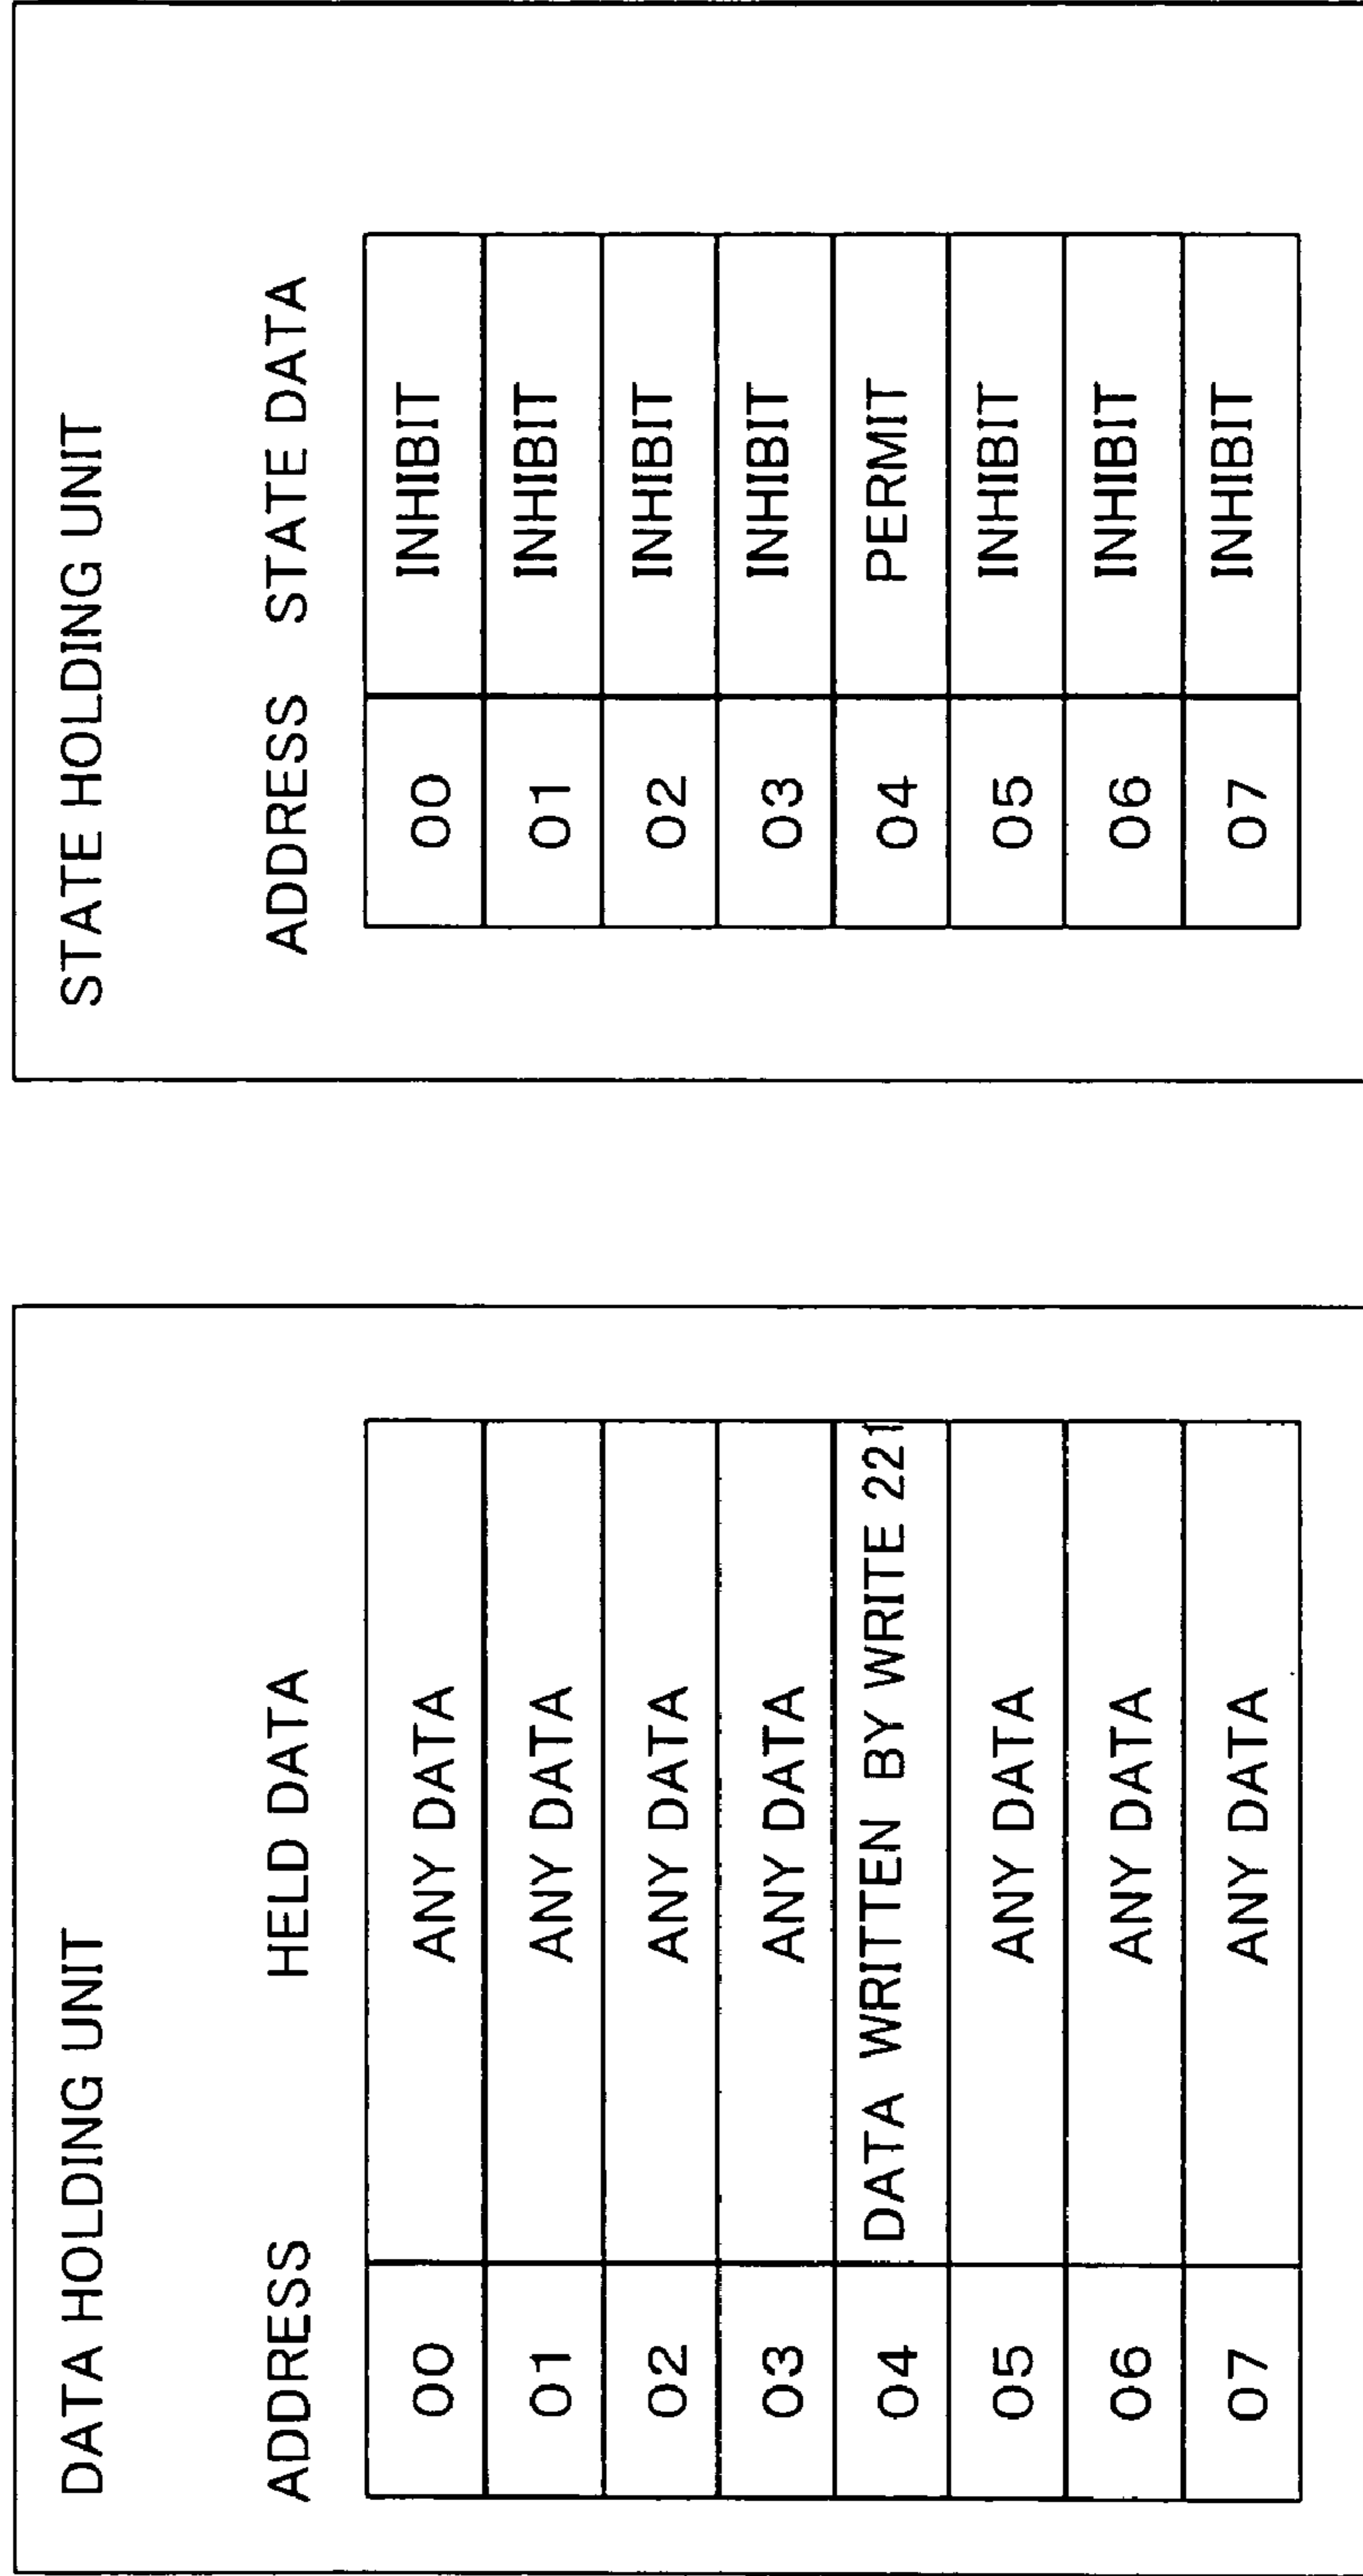 DATA HOLDING UNIT
ADDRESS HELD DATA
00 ANY DATA
01 ANY DATA
02 ANY DATA
03 ANY DATA
04 DATA WRITTEN BY WRITE 221
05 ANY DATA
06 ANY DATA
07 ANY DATA
STATE HOLDING UNIT
ADDRESS STATE DATA
00 INHIBIT
01 INHIBIT
02 INHIBIT
03 INHIBIT
04 PERMIT
05 INHIBIT
06 INHIBIT
07 INHIBIT